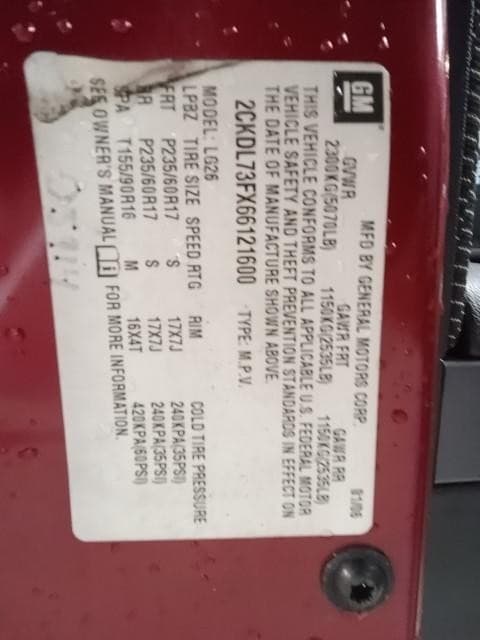 GM
MFD BY GENERAL MOTORS CORP. 01/06
GVWR GAWR FRT GAWR RR
2300KG(5070LB) 1150KG(2535LB) 1150KG(2535LB)
THIS VEHICLE CONFORMS TO ALL APPLICABLE U.S. FEDERAL MOTOR
VEHICLE SAFETY AND THEFT PREVENTION STANDARDS IN EFFECT ON
THE DATE OF MANUFACTURE SHOWN ABOVE.
2CKDL73FX66121600 TYPE: M.P.V.
MODEL: LG26
LPBZ TIRE SIZE SPEED RTG RIM COLD TIRE PRESSURE
FRT P235/60R17 S 17X7J 240KPA(35PSI)
RR P235/60R17 S 17X7J 240KPA(35PSI)
SPA T155/90R16 M 16X4T 420KPA(60PSI)
SEE OWNER'S MANUAL FOR MORE INFORMATION.